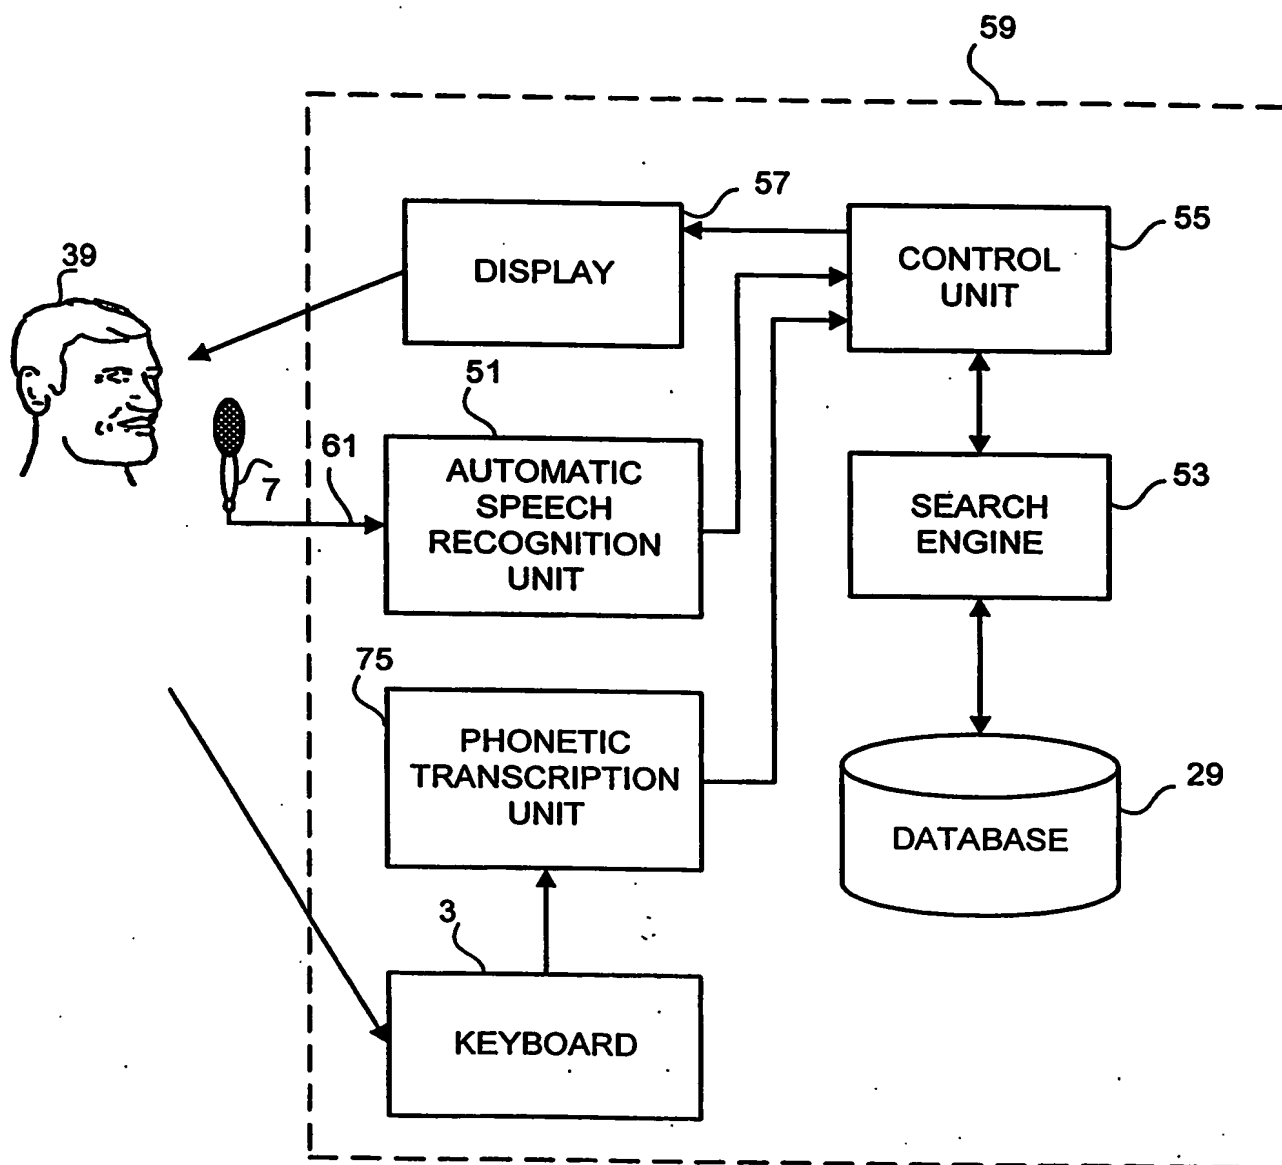 59
57
DISPLAY
CONTROL
UNIT
55
39
51
61
7
AUTOMATIC
SPEECH
RECOGNITION
UNIT
SEARCH
ENGINE
53
75
PHONETIC
TRANSCRIPTION
UNIT
DATABASE
29
3
KEYBOARD